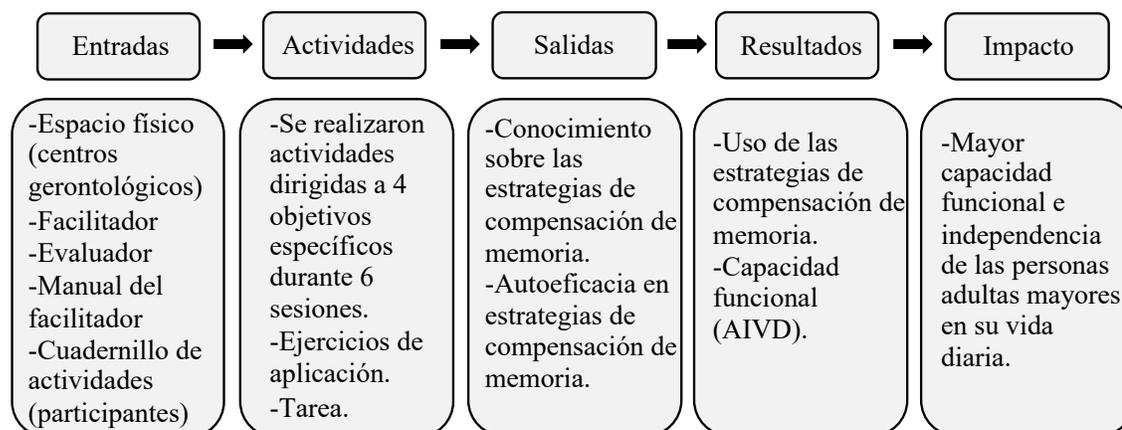 Entradas
Actividades
Salidas
Resultados
Impacto
-Espacio físico
(centros
gerontológicos)
-Facilitador
-Evaluador
-Manual del
facilitador
-Cuadernillo de
actividades
(participantes)
-Se realizaron
actividades
dirigidas a 4
objetivos
específicos
durante 6
sesiones.
-Ejercicios de
aplicación.
-Tarea.
-Conocimiento
sobre las
estrategias de
compensación de
memoria.
-Autoeficacia en
estrategias de
compensación de
memoria.
-Uso de las
estrategias de
compensación de
memoria.
-Capacidad
funcional
(AIVD).
-Mayor
capacidad
funcional e
independencia
de las personas
adultas mayores
en su vida
diaria.